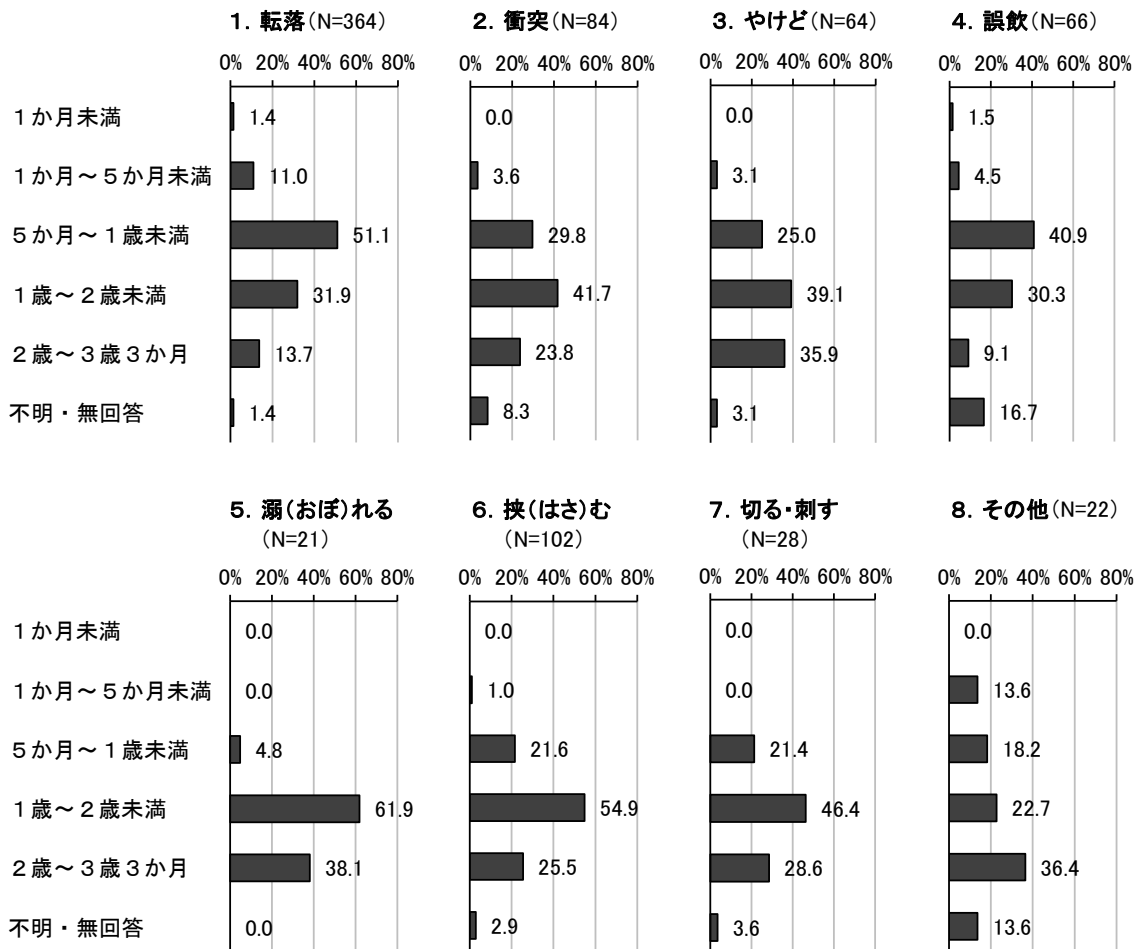 1．転落（N=364） 2．衝突（N=84） 3．やけど（N=64） 4．誤飲（N=66）
0% 20% 40% 60% 80% 0% 20% 40% 60% 80% 0% 20% 40% 60% 80% 0% 20% 40% 60% 80%
１か月未満 1.4 0.0 0.0 1.5
１か月～５か月未満 11.0 3.6 3.1 4.5
５か月～１歳未満 51.1 29.8 25.0 40.9
１歳～２歳未満 31.9 41.7 39.1 30.3
２歳～３歳３か月 13.7 23.8 35.9 9.1
不明・無回答 1.4 8.3 3.1 16.7
5．溺（おぼ）れる 6．挟（はさ）む 7．切る・刺す 8．その他（N=22）
（N=21） （N=102） （N=28）
0% 20% 40% 60% 80% 0% 20% 40% 60% 80% 0% 20% 40% 60% 80% 0% 20% 40% 60% 80%
１か月未満 0.0 0.0 0.0 0.0
１か月～５か月未満 0.0 1.0 0.0 13.6
５か月～１歳未満 4.8 21.6 21.4 18.2
１歳～２歳未満 61.9 54.9 46.4 22.7
２歳～３歳３か月 38.1 25.5 28.6 36.4
不明・無回答 0.0 2.9 3.6 13.6